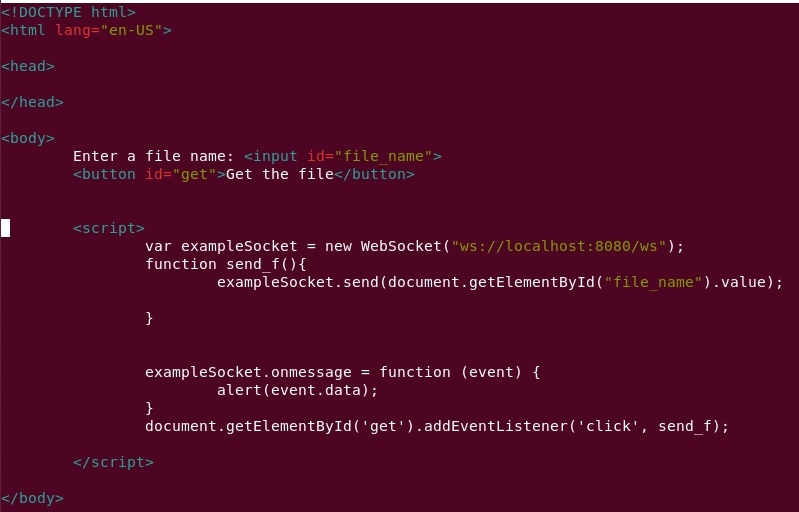 <!DOCTYPE html>
<html lang="en-US">
<head>
</head>
<body>
Enter a file name: <input id="file_name">
<button id="get">Get the file</button>
<script>
var exampleSocket = new WebSocket("ws://localhost:8080/ws");
function send_f(){
exampleSocket.send(document.getElementById("file_name").value);
}
exampleSocket.onmessage = function (event) {
alert(event.data);
}
document.getElementById('get').addEventListener('click', send_f);
</script>
</body>